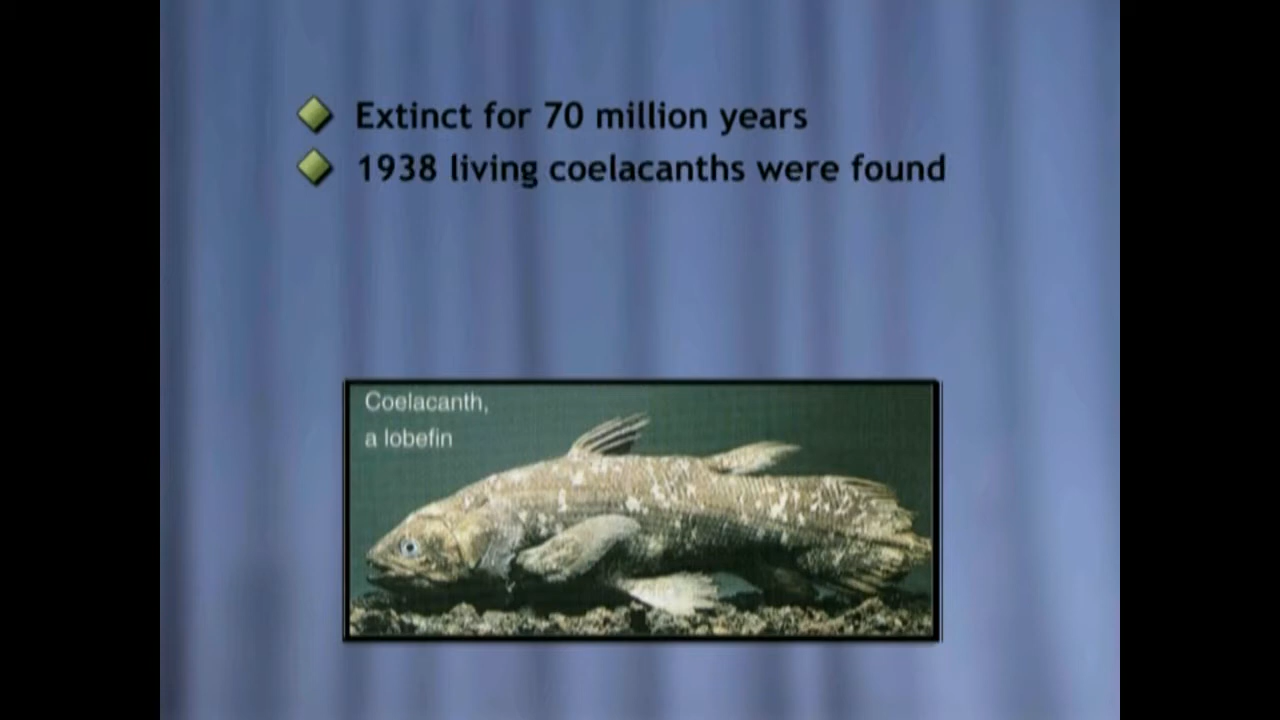 Extinct for 70 million years
1938 living coelacanths were found
Coelacanth,
a lobefin